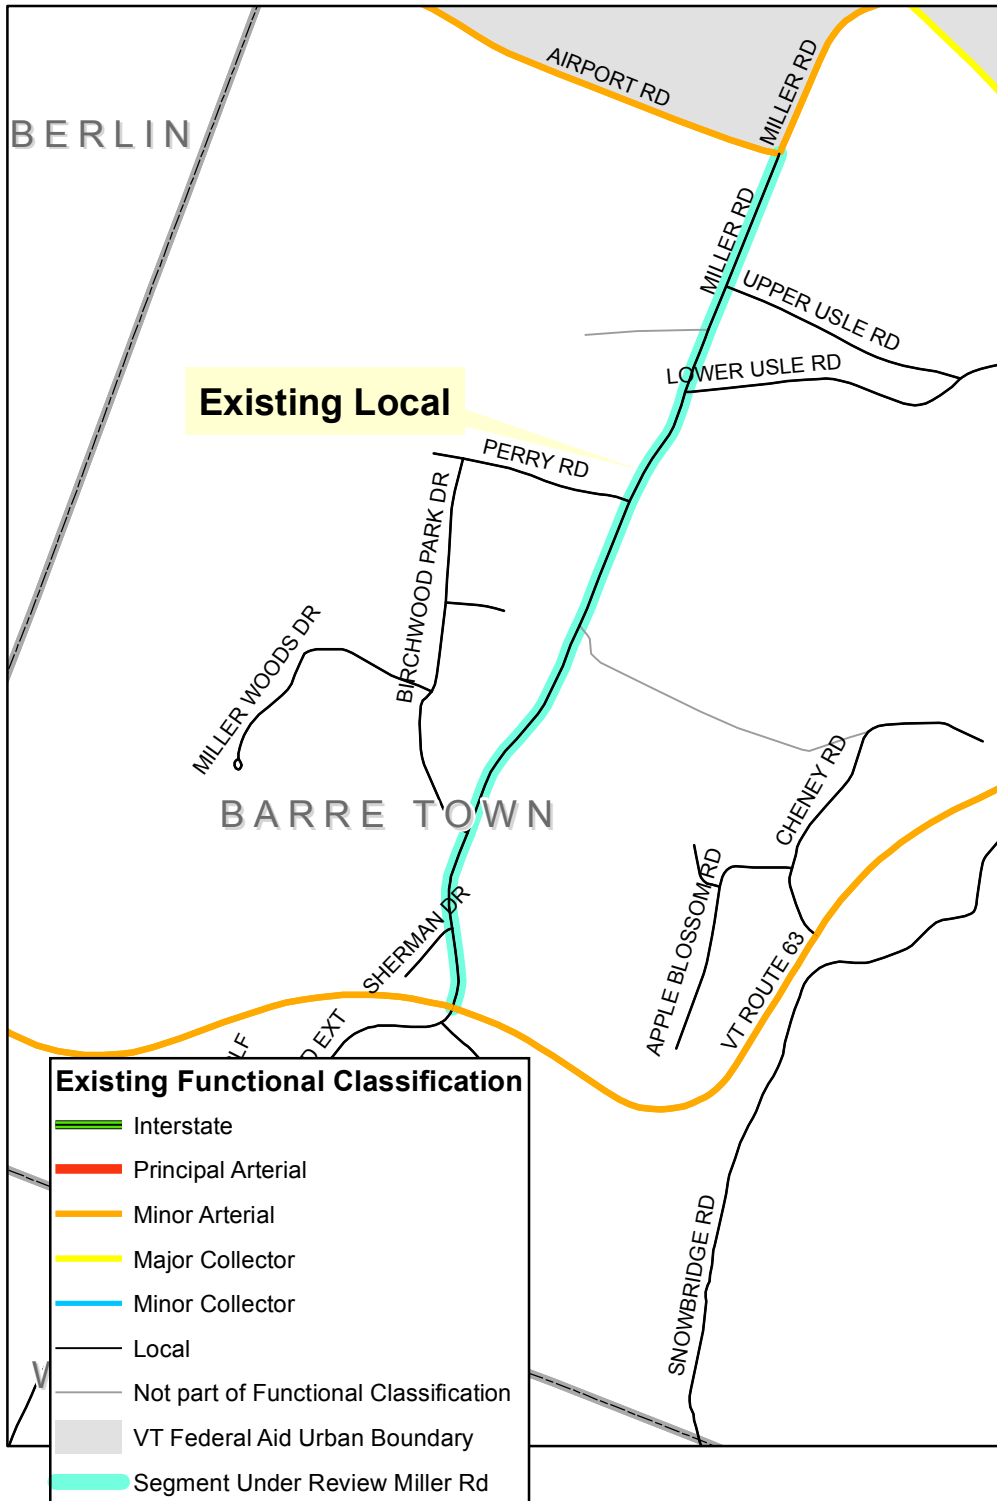 AIRPORT RD
MILLER RD
BERLIN
MILLER RD
UPPER USLE RD
LOWER USLE RD
Existing Local
PERRY RD
BIRCHWOOD PARK DR
MILLER WOODS DR
BARRE TOWN
CHENEY RD
APPLE BLOSSOM RD
SHERMAN DR
VT ROUTE 63
EXT
SNOWBRIDGE RD
Existing Functional Classification
Interstate
Principal Arterial
Minor Arterial
Major Collector
Minor Collector
Local
Not part of Functional Classification
VT Federal Aid Urban Boundary
Segment Under Review Miller Rd